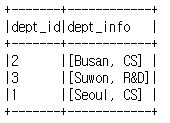 +-------+------------+
|dept_id|dept_info   |
+-------+------------+
|2      |[Busan, CS] |
|3      |[Suwon, R&D]|
|1      |[Seoul, CS] |
+-------+------------+